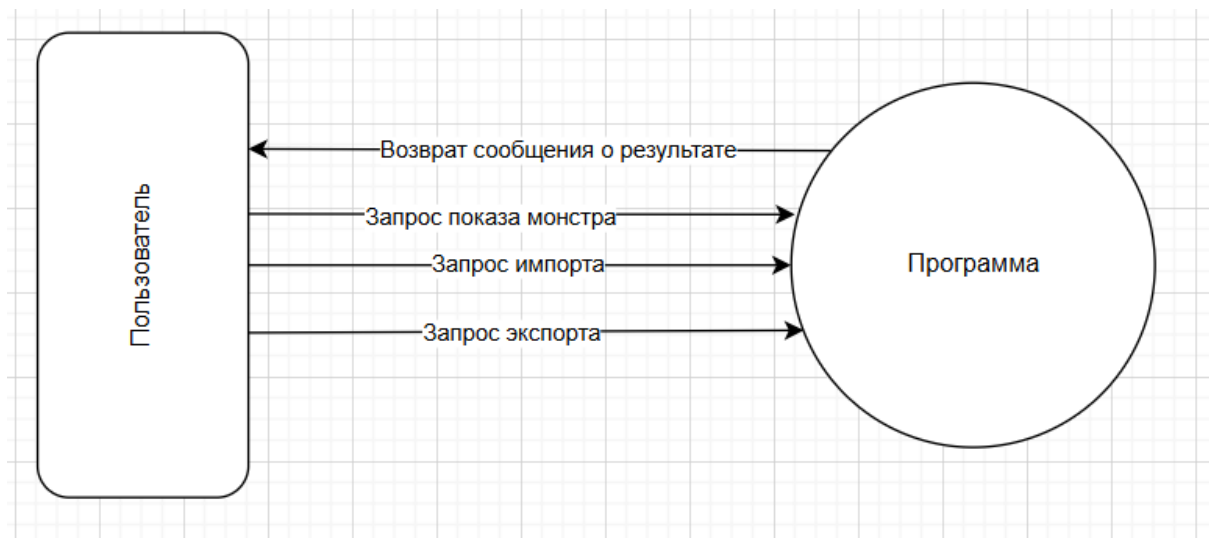 Пользователь
Возврат сообщения о результате
Запрос показа монстра
Запрос импорта
Запрос экспорта
Программа